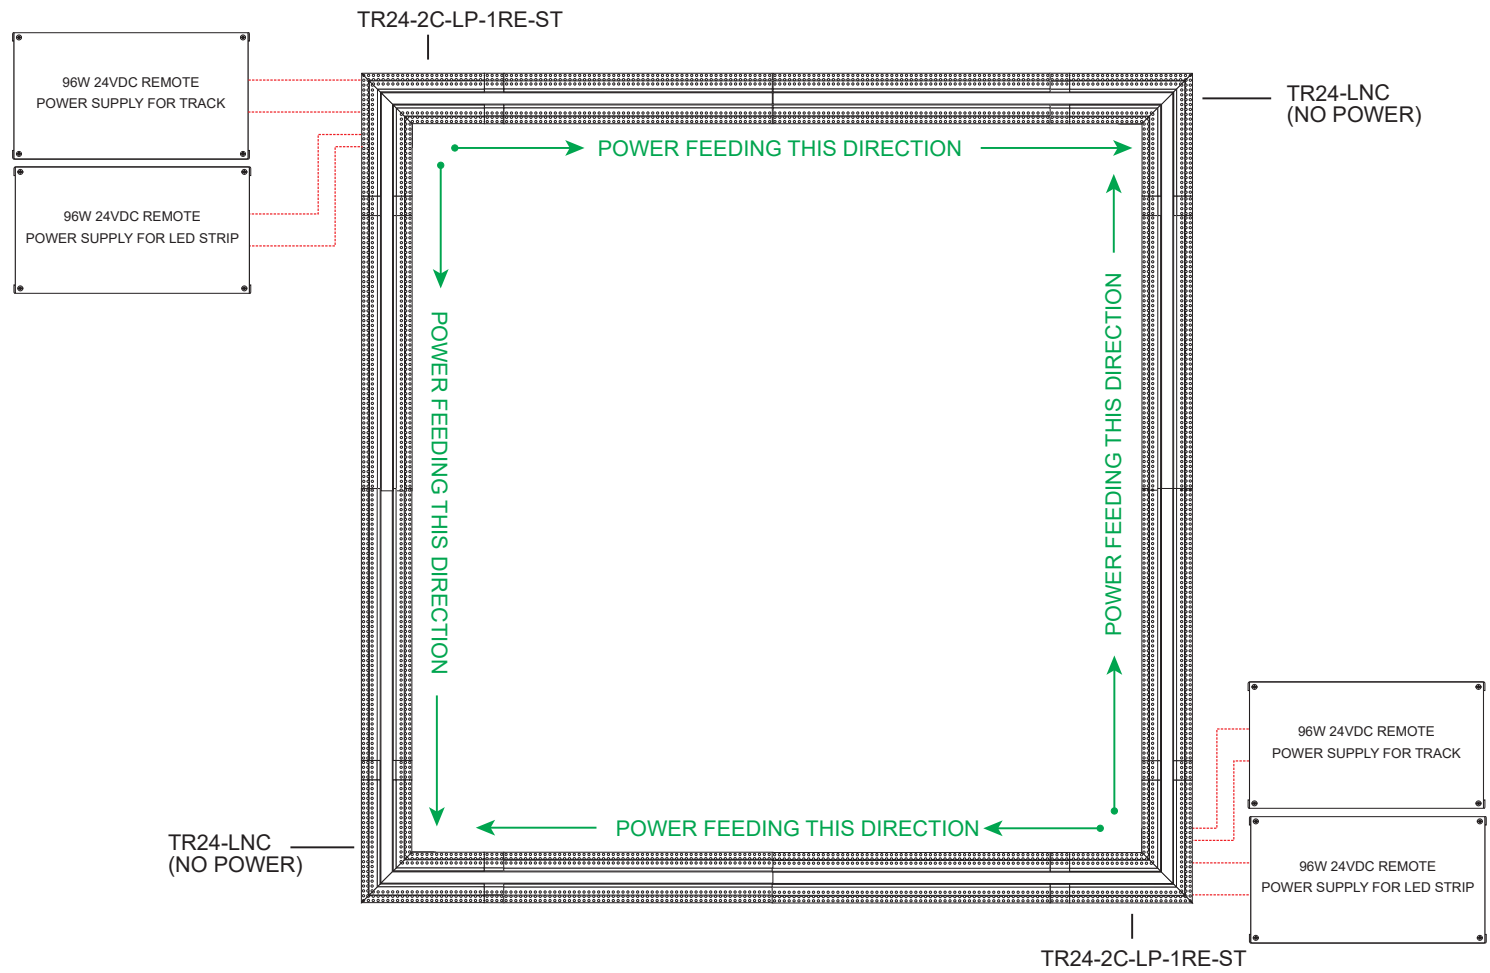 TR24-2C-LP-1RE-ST
96W 24VDC REMOTE
POWER SUPPLY FOR TRACK
TR24-LNC
(NO POWER)
POWER FEEDING THIS DIRECTION
96W 24VDC REMOTE
POWER SUPPLY FOR LED STRIP
POWER FEEDING THIS DIRECTION
POWER FEEDING THIS DIRECTION
96W 24VDC REMOTE
POWER SUPPLY FOR TRACK
POWER FEEDING THIS DIRECTION
TR24-LNC
(NO POWER)
96W 24VDC REMOTE
POWER SUPPLY FOR LED STRIP
TR24-2C-LP-1RE-ST